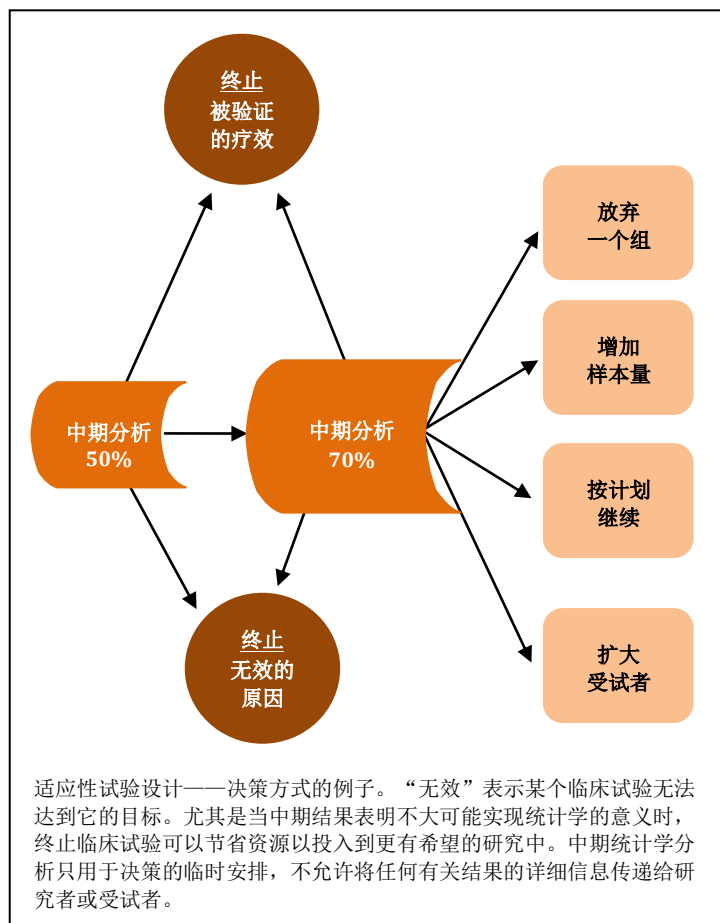 终止
被验证
的疗效
放弃
一个组
增加
样本量
中期分析
50%
中期分析
70%
按计划
继续
终止
无效的
原因
扩大
受试者
适应性试验设计——决策方式的例子。“无效”表示某个临床试验无法
达到它的目标。尤其是当中期结果表明不大可能实现统计学的意义时，
终止临床试验可以节省资源以投入到更有希望的研究中。中期统计学分
析只用于决策的临时安排，不允许将任何有关结果的详细信息传递给研
究者或受试者。